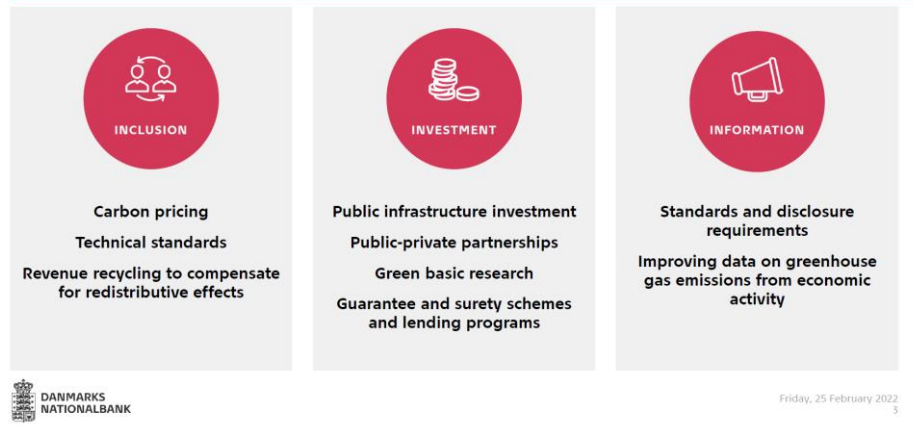 INCLUSION
Carbon pricing
Technical standards
Revenue recycling to compensate
for redistributive effects
INVESTMENT
Public infrastructure investment
Public-private partnerships
Green basic research
Guarantee and surety schemes
and lending programs
INFORMATION
Standards and disclosure
requirements
Improving data on greenhouse
gas emissions from economic
activity
DANMARKS
NATIONALBANK
Friday, 25 February 2022
3